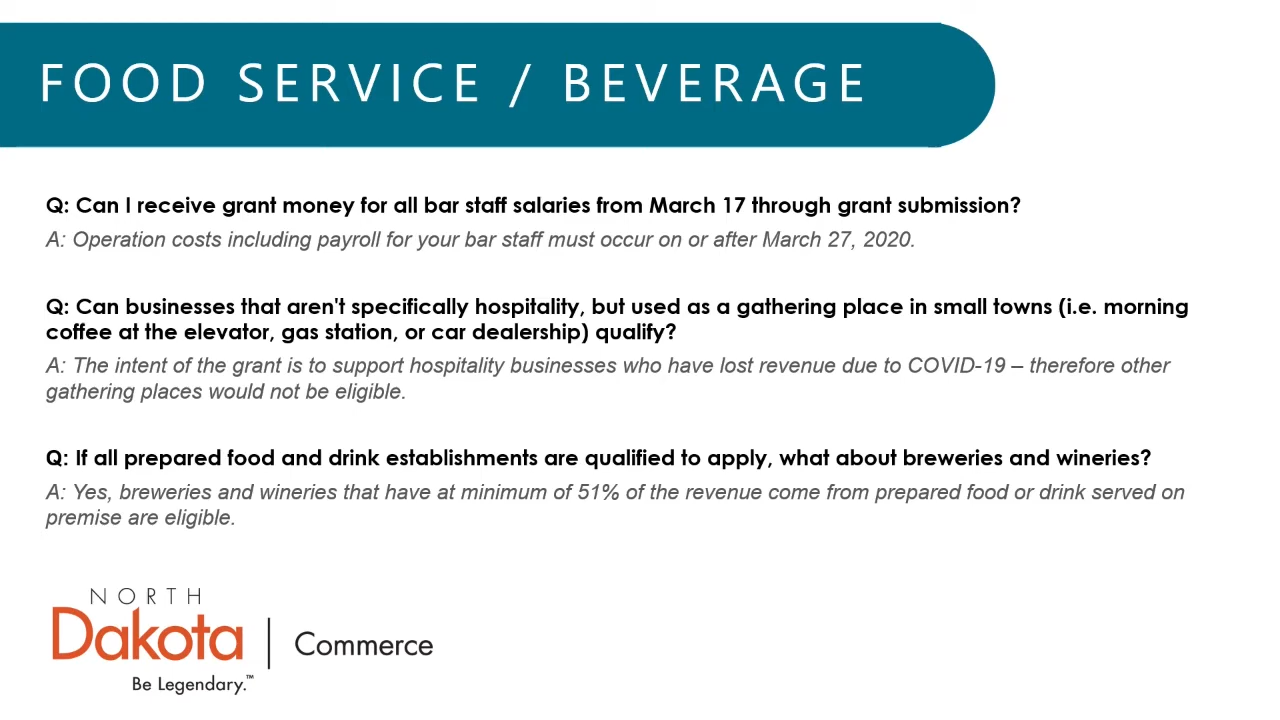 FOOD SERVICE / BEVERAGE
Q: Can I receive grant money for all bar staff salaries from March 17 through grant submission?
A: Operation costs including payroll for your bar staff must occur on or after March 27, 2020.
Q: Can businesses that aren't specifically hospitality, but used as a gathering place in small towns (i.e. morning
coffee at the elevator, gas station, or car dealership) qualify?
A: The intent of the grant is to support hospitality businesses who have lost revenue due to COVID-19 – therefore other
gathering places would not be eligible.
Q: If all prepared food and drink establishments are qualified to apply, what about breweries and wineries?
A: Yes, breweries and wineries that have at minimum of 51% of the revenue come from prepared food or drink served on
premise are eligible.
NORTH
Dakota | Commerce
Be Legendary.™